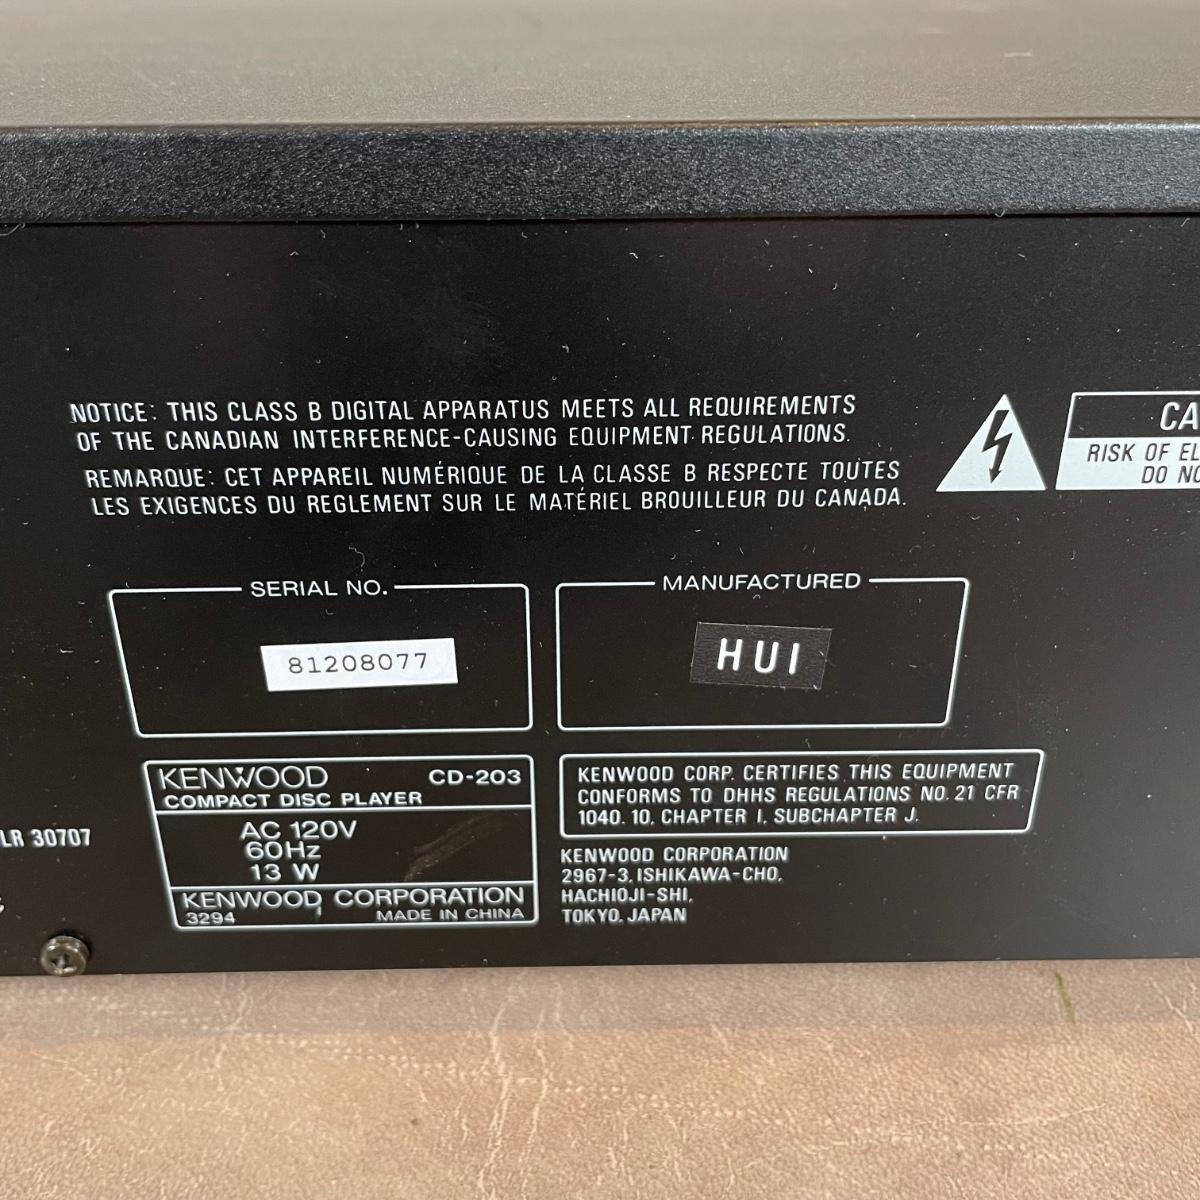 NOTICE: THIS CLASS B DIGITAL APPARATUS MEETS ALL REQUIREMENTS
OF THE CANADIAN INTERFERENCE-CAUSING EQUIPMENT REGULATIONS.
REMARQUE: CET APPAREIL NUMÉRIQUE DE LA CLASSE B RESPECTE TOUTES
LES EXIGENCES DU REGLEMENT SUR LE MATÉRIEL BROUILLEUR DU CANADA.
CA
RISK OF EL
DO NO
SERIAL NO.
81208077
MANUFACTURED
HUI
KENWOOD CD-203
COMPACT DISC PLAYER
AC 120V
60Hz
13 W
KENWOOD CORPORATION
3294 MADE IN CHINA
KENWOOD CORP. CERTIFIES THIS EQUIPMENT
CONFORMS TO DHHS REGULATIONS NO. 21 CFR
1040. 10, CHAPTER I, SUBCHAPTER J.
KENWOOD CORPORATION
2967-3, ISHIKAWA-CHO,
HACHIOJI-SHI,
TOKYO, JAPAN
LR 30707